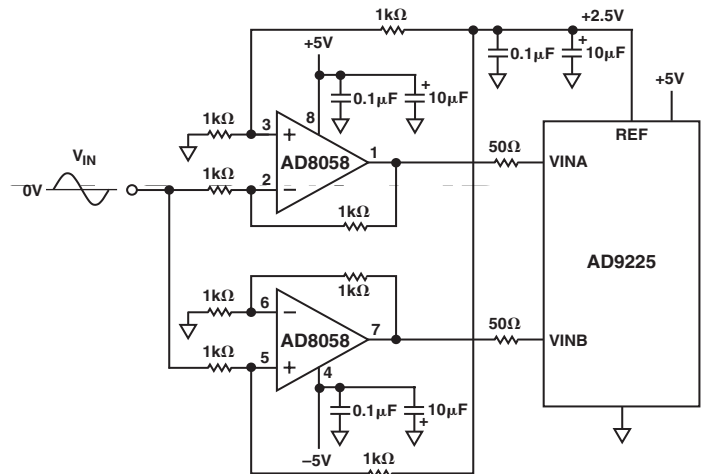 1kΩ
+2.5V
+5V
0.1μF
10μF
+
+5V
0.1μF
10μF
+
1kΩ
3
+
8
REF
AD8058
1
50Ω
VINA
VIN
0V
1kΩ
2
–
1kΩ
AD9225
1kΩ
1kΩ
6
–
AD8058
7
50Ω
VINB
1kΩ
5
+
4
0.1μF
10μF
+
–5V
1kΩ